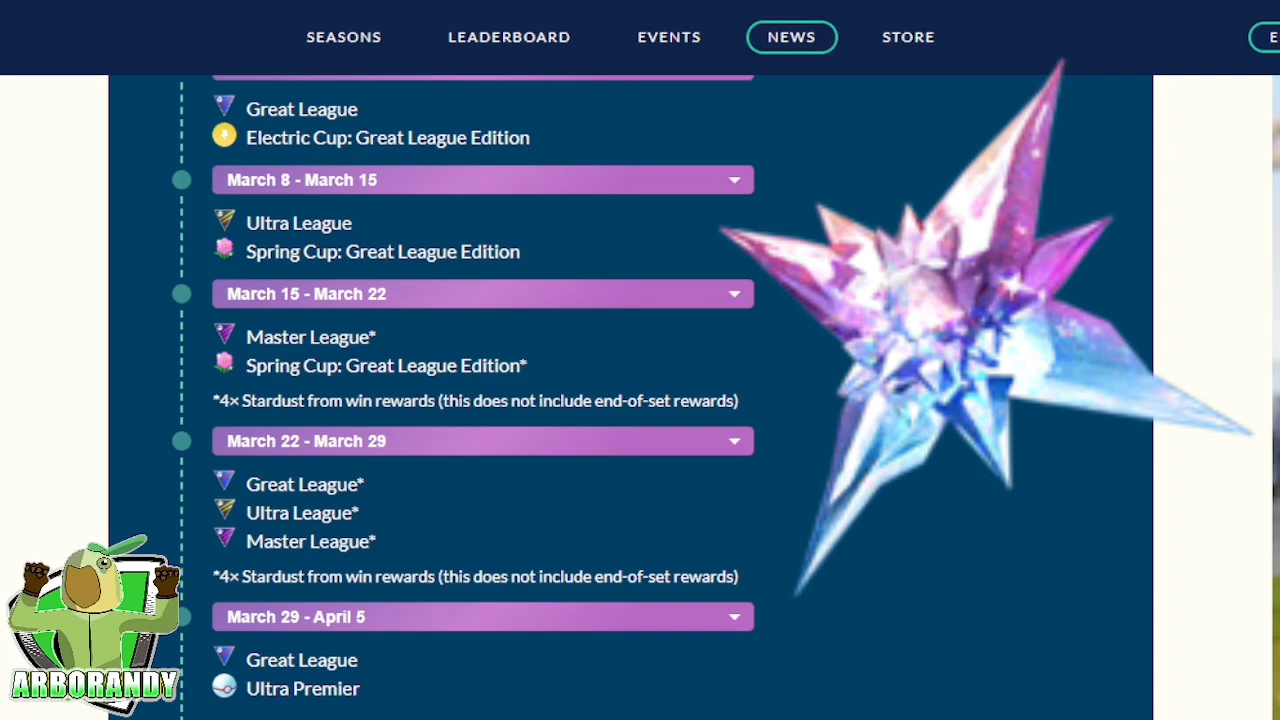 SEASONS LEADERBOARD EVENTS NEWS STORE E
Great League
Electric Cup: Great League Edition
March 8 - March 15
Ultra League
Spring Cup: Great League Edition
March 15 - March 22
Master League*
Spring Cup: Great League Edition*
*4× Stardust from win rewards (this does not include end-of-set rewards)
March 22 - March 29
Great League*
Ultra League*
Master League*
*4× Stardust from win rewards (this does not include end-of-set rewards)
March 29 - April 5
Great League
Ultra Premier
ARBORANDY